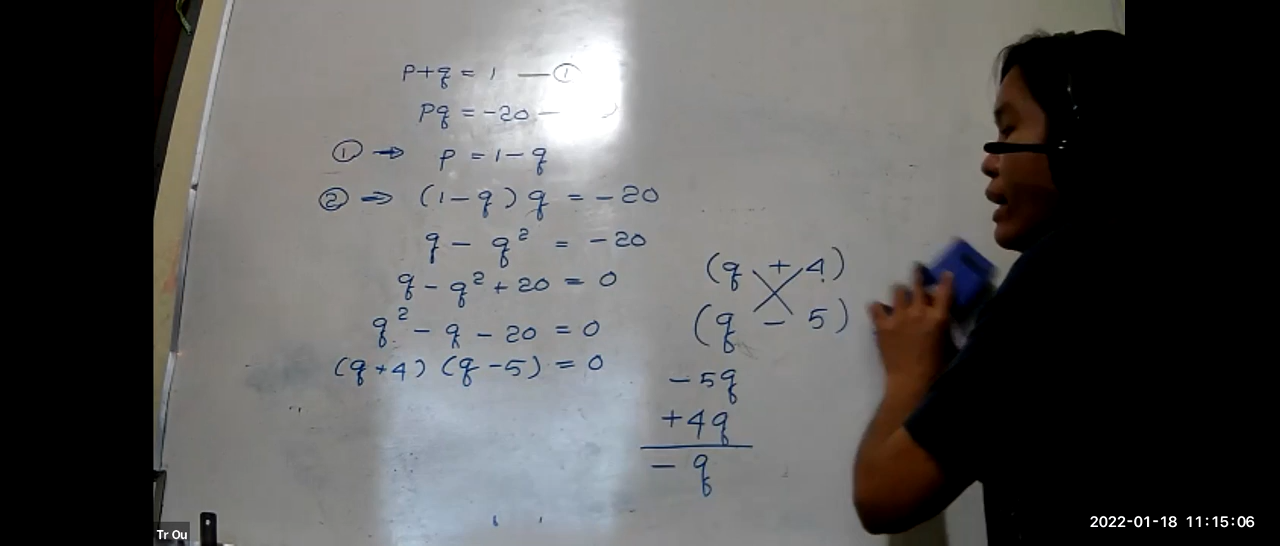 p+q = 1 — ①
pq = -20 —
① ⇒ p = 1-q
② ⇒ (1-q) q = -20
q - q² = -20
q - q² + 20 = 0
q² - q - 20 = 0
(q+4) (q-5) = 0
(q + 4)
(q - 5)
-5q
+4q
-q
Tr Ou
2022-01-18 11:15:06